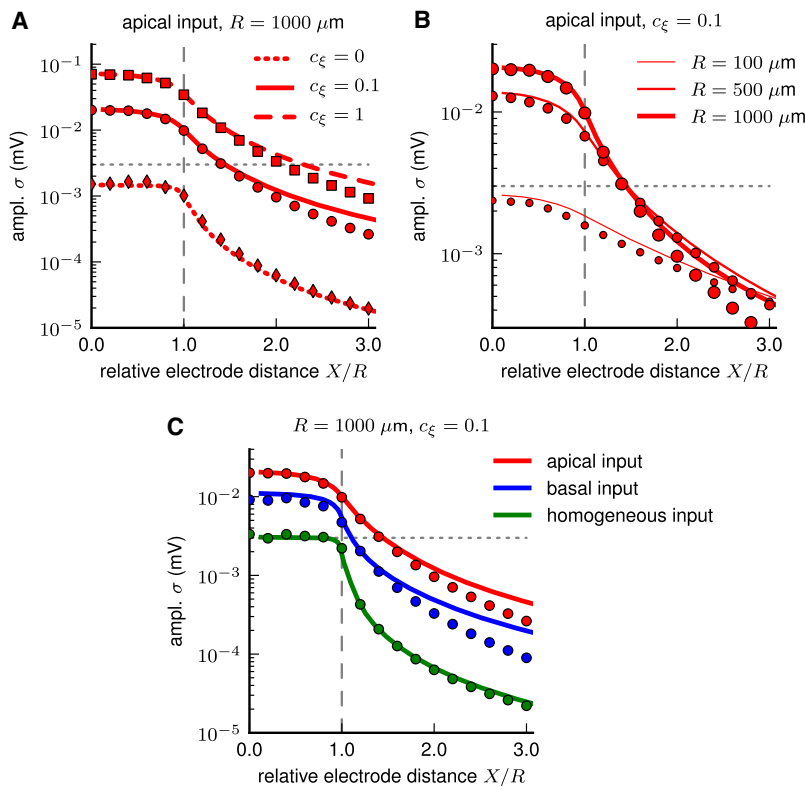 A
apical input, R = 1000 μm
c_ξ = 0
c_ξ = 0.1
c_ξ = 1
10⁻¹
10⁻²
10⁻³
10⁻⁵
ampl. σ (mV)
0.0 1.0 2.0 3.0
relative electrode distance X/R
B
apical input, c_ξ = 0.1
R = 100 μm
R = 500 μm
R = 1000 μm
10⁻²
10⁻³
ampl. σ (mV)
0.0 1.0 2.0 3.0
relative electrode distance X/R
C
R = 1000 μm, c_ξ = 0.1
apical input
basal input
homogeneous input
10⁻²
10⁻³
10⁻⁴
10⁻⁵
ampl. σ (mV)
0.0 1.0 2.0 3.0
relative electrode distance X/R